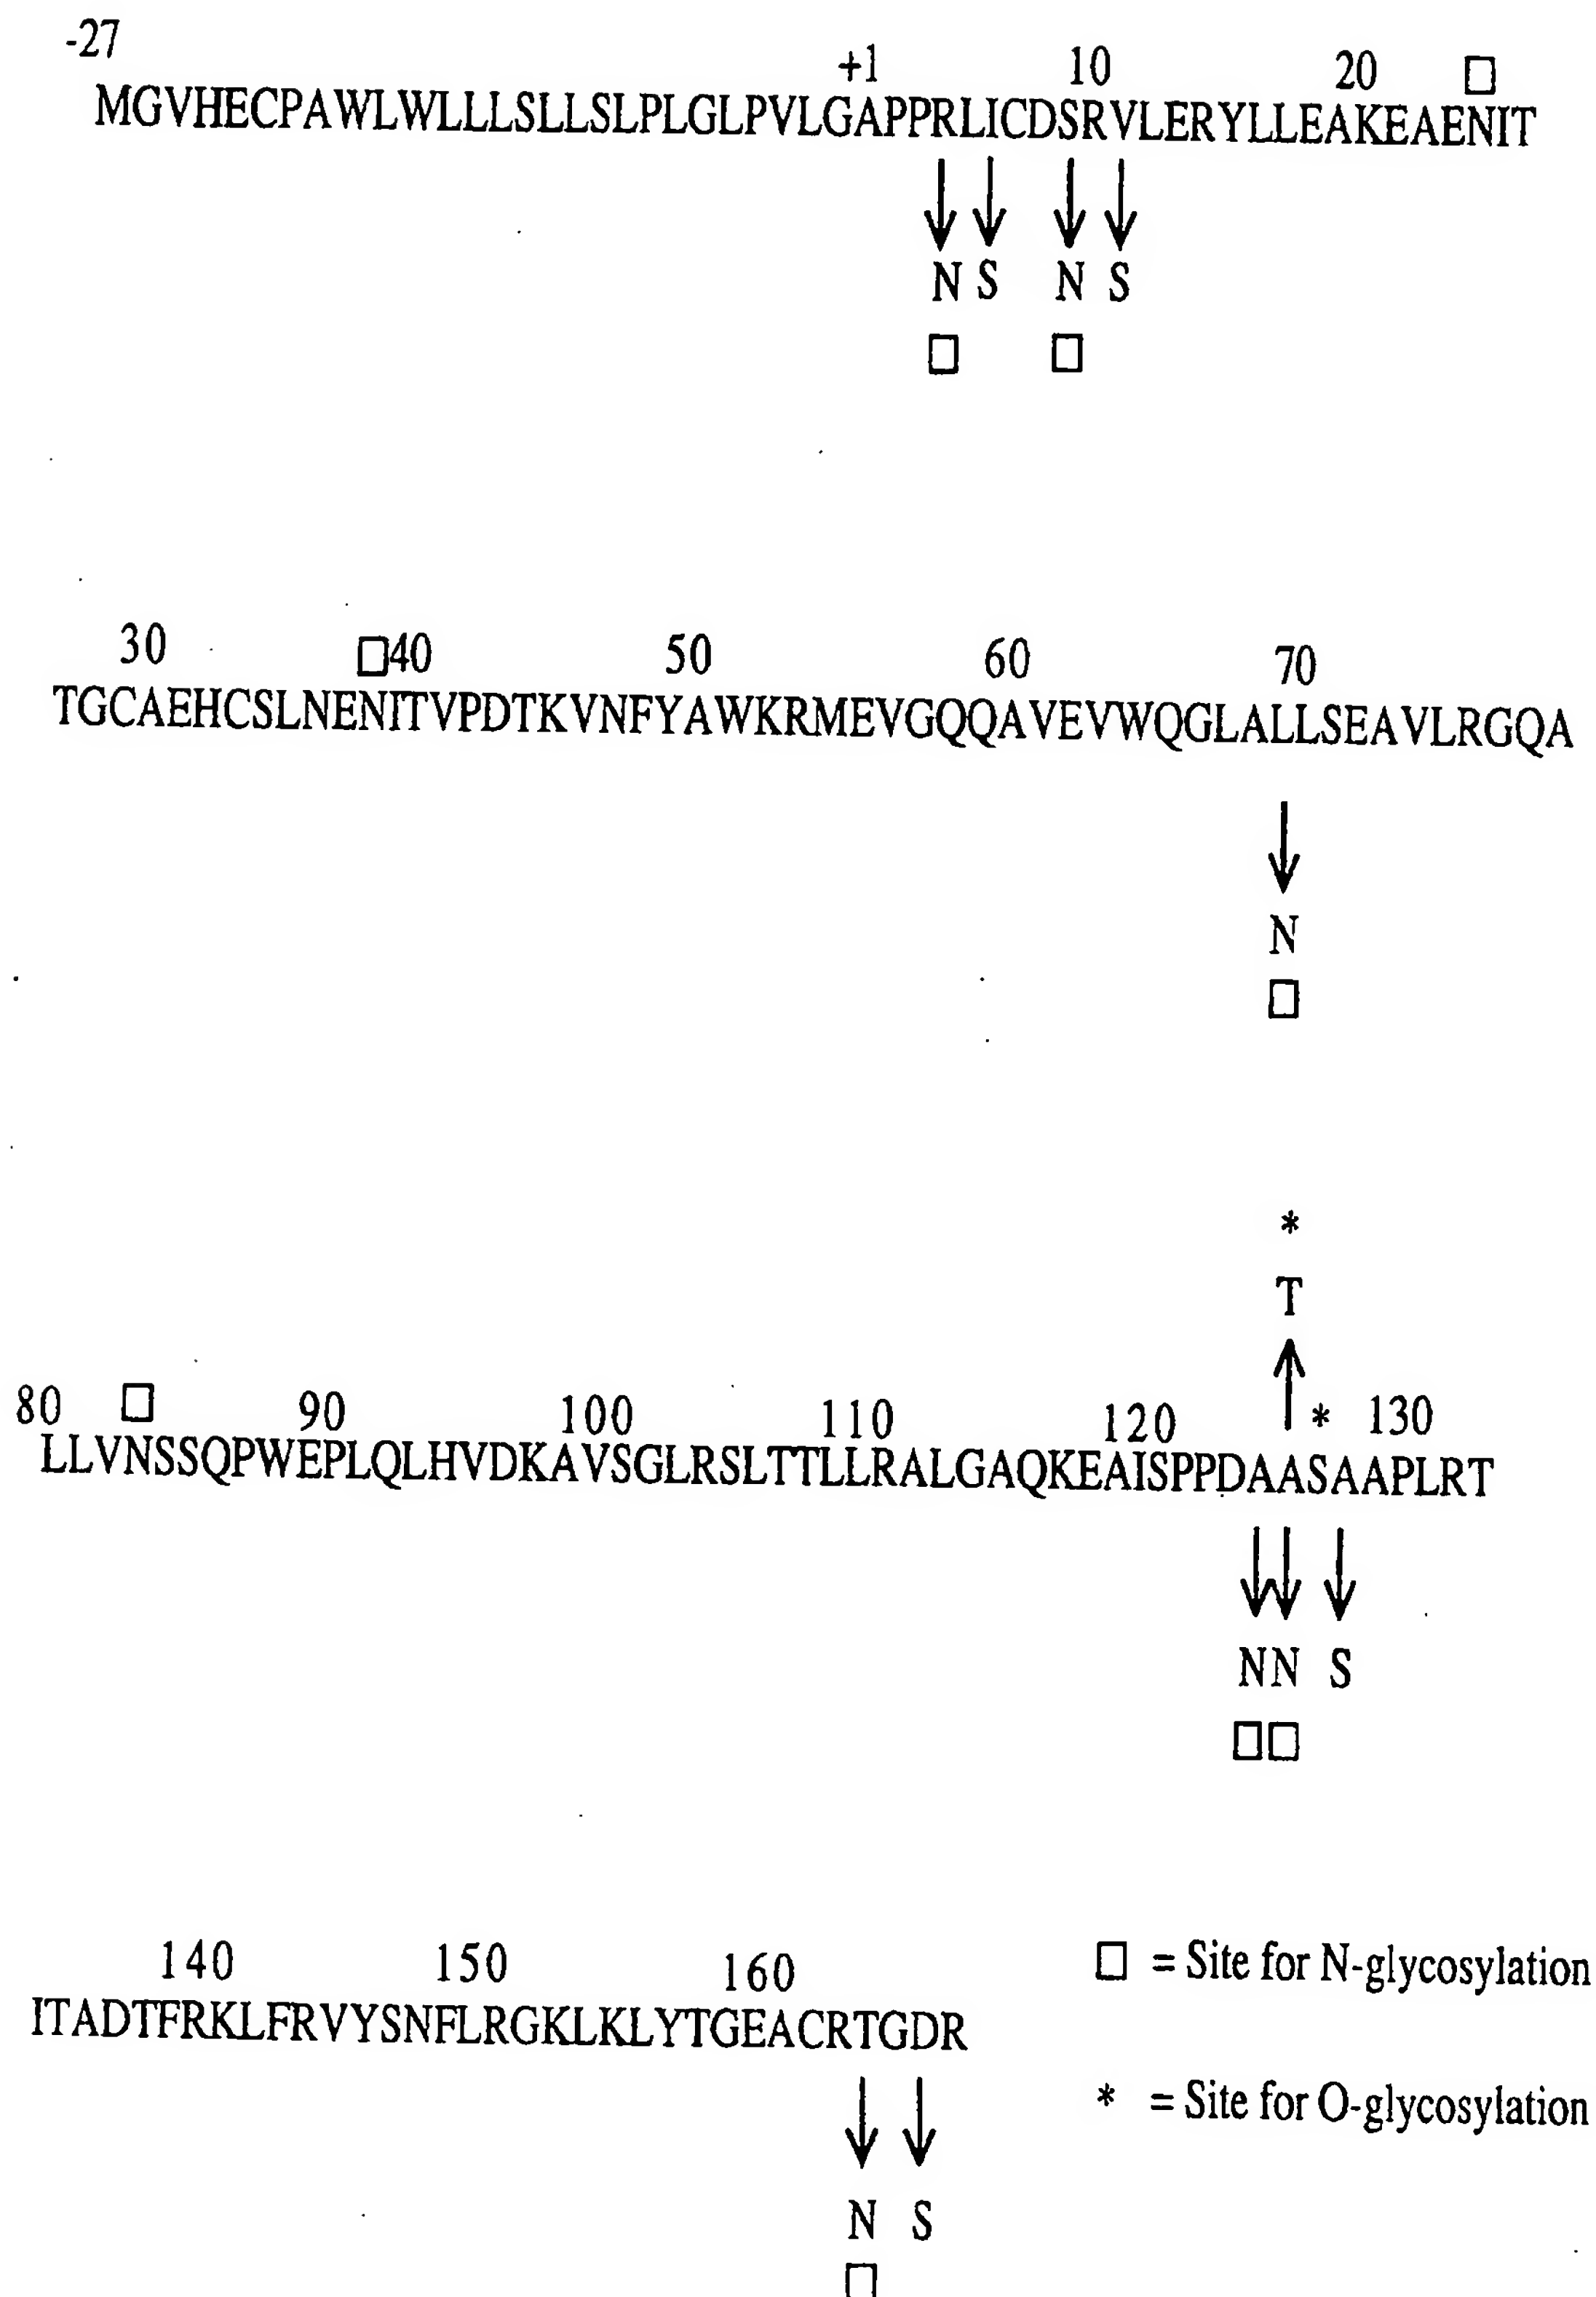 -27
+1 10 20 □
MGVHECPAWLWLLLSLLSLPLGLPVLGAPPRLICDSRVLERYLLEAKEAENIT
N S N S
□ □
30 □40 50 60 70
TGCAEHCSLNENITVPDTKVNFYAWKRMEVGQQAVEVWQGLALLSEAVLRGQA
N
□
*
T
80 □ 90 100 110 120 * 130
LLVNSSQPWEPLQLHVDKAVSGLRSLTTLLRALGAQKEAISPPDAASAAPLRT
NN S
□□
140 150 160
ITADTFRKLFRVYSNFLRGKLKLYTGEACRTGDR
N S
□
□ = Site for N-glycosylation
* = Site for O-glycosylation